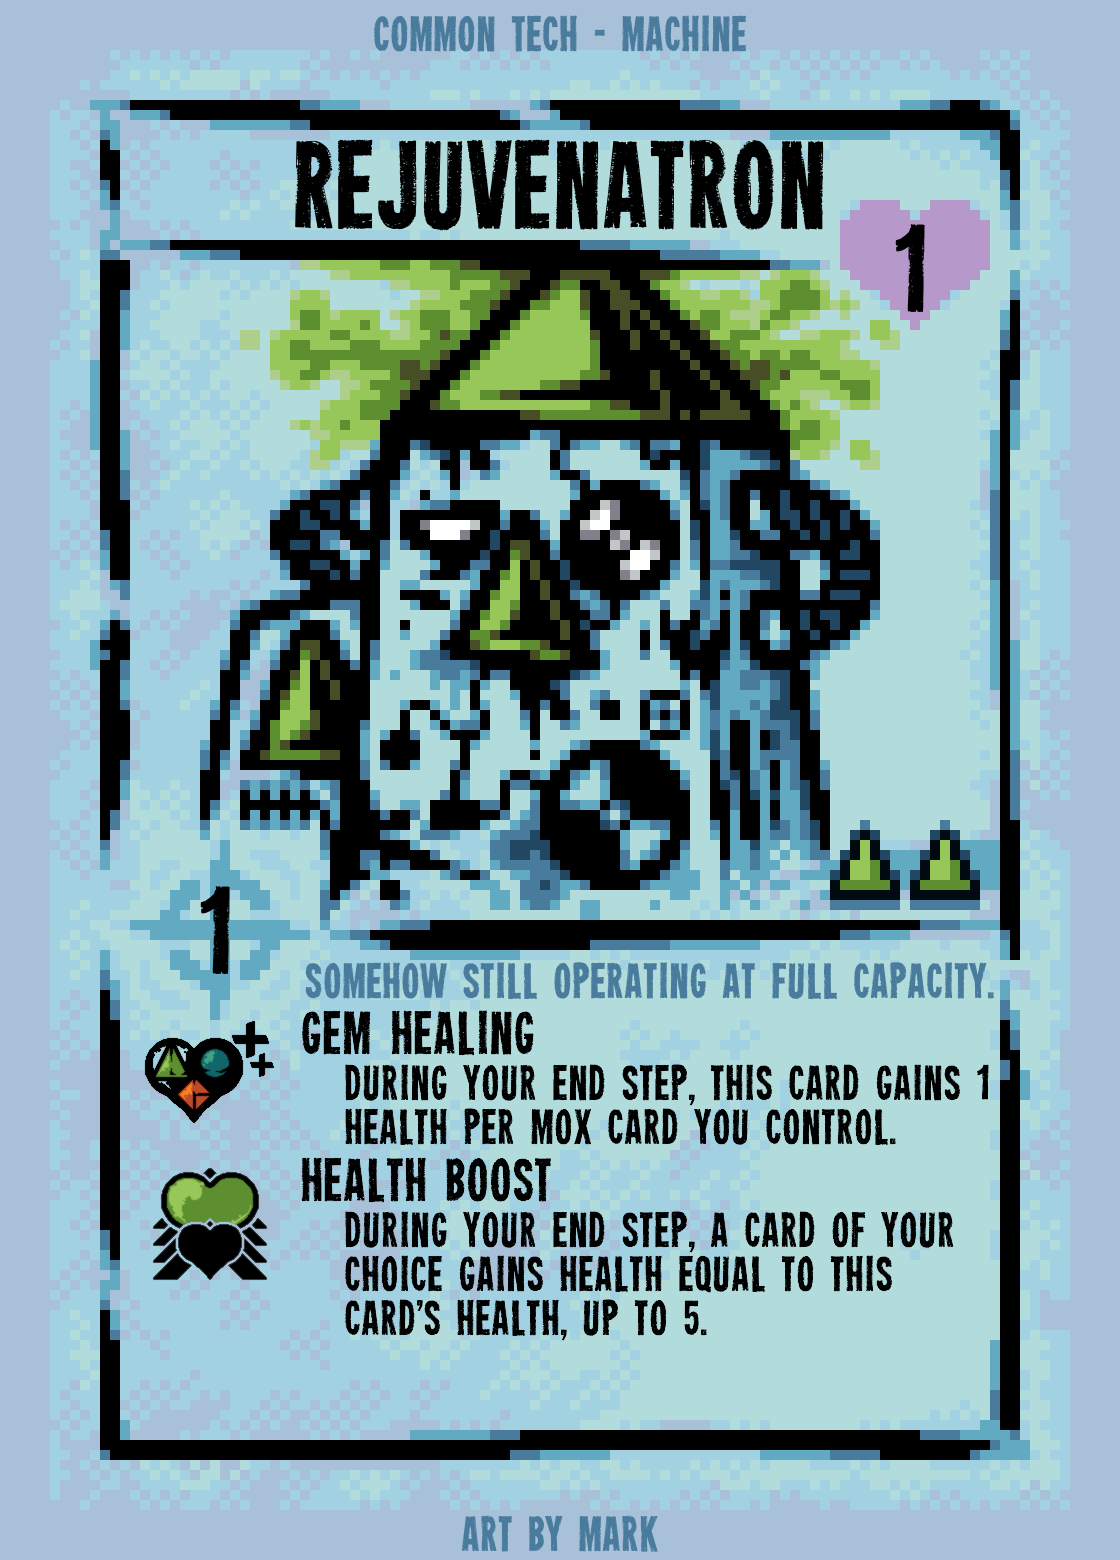 COMMON TECH - MACHINE
REJUVENATRON
1
1
SOMEHOW STILL OPERATING AT FULL CAPACITY.
GEM HEALING
DURING YOUR END STEP, THIS CARD GAINS 1
HEALTH PER MOX CARD YOU CONTROL.
HEALTH BOOST
DURING YOUR END STEP, A CARD OF YOUR
CHOICE GAINS HEALTH EQUAL TO THIS
CARD'S HEALTH, UP TO 5.
ART BY MARK